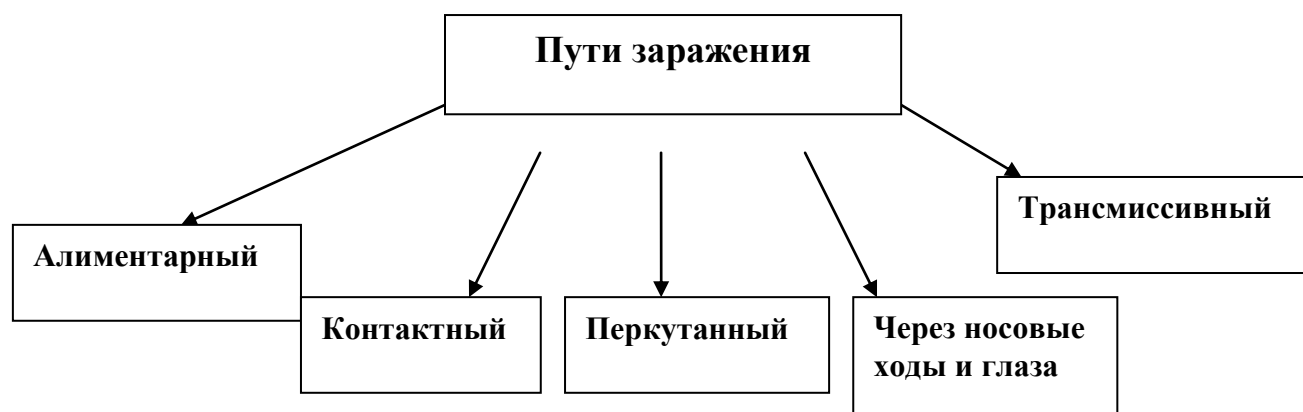 Пути заражения
Трансмиссивный
Алиментарный
Контактный
Перкутанный
Через носовые
ходы и глаза